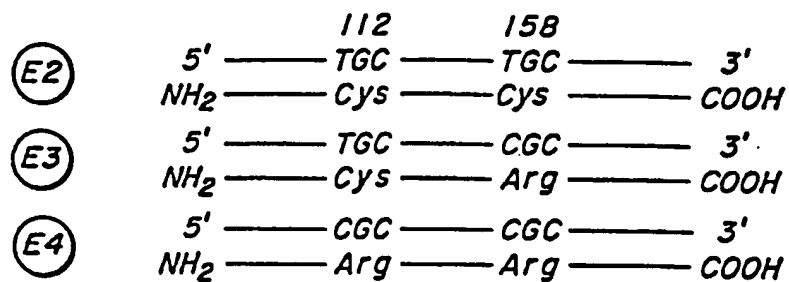 112 158
E2 5' TGC TGC 3'
NH2 Cys Cys COOH
E3 5' TGC CGC 3'
NH2 Cys Arg COOH
E4 5' CGC CGC 3'
NH2 Arg Arg COOH